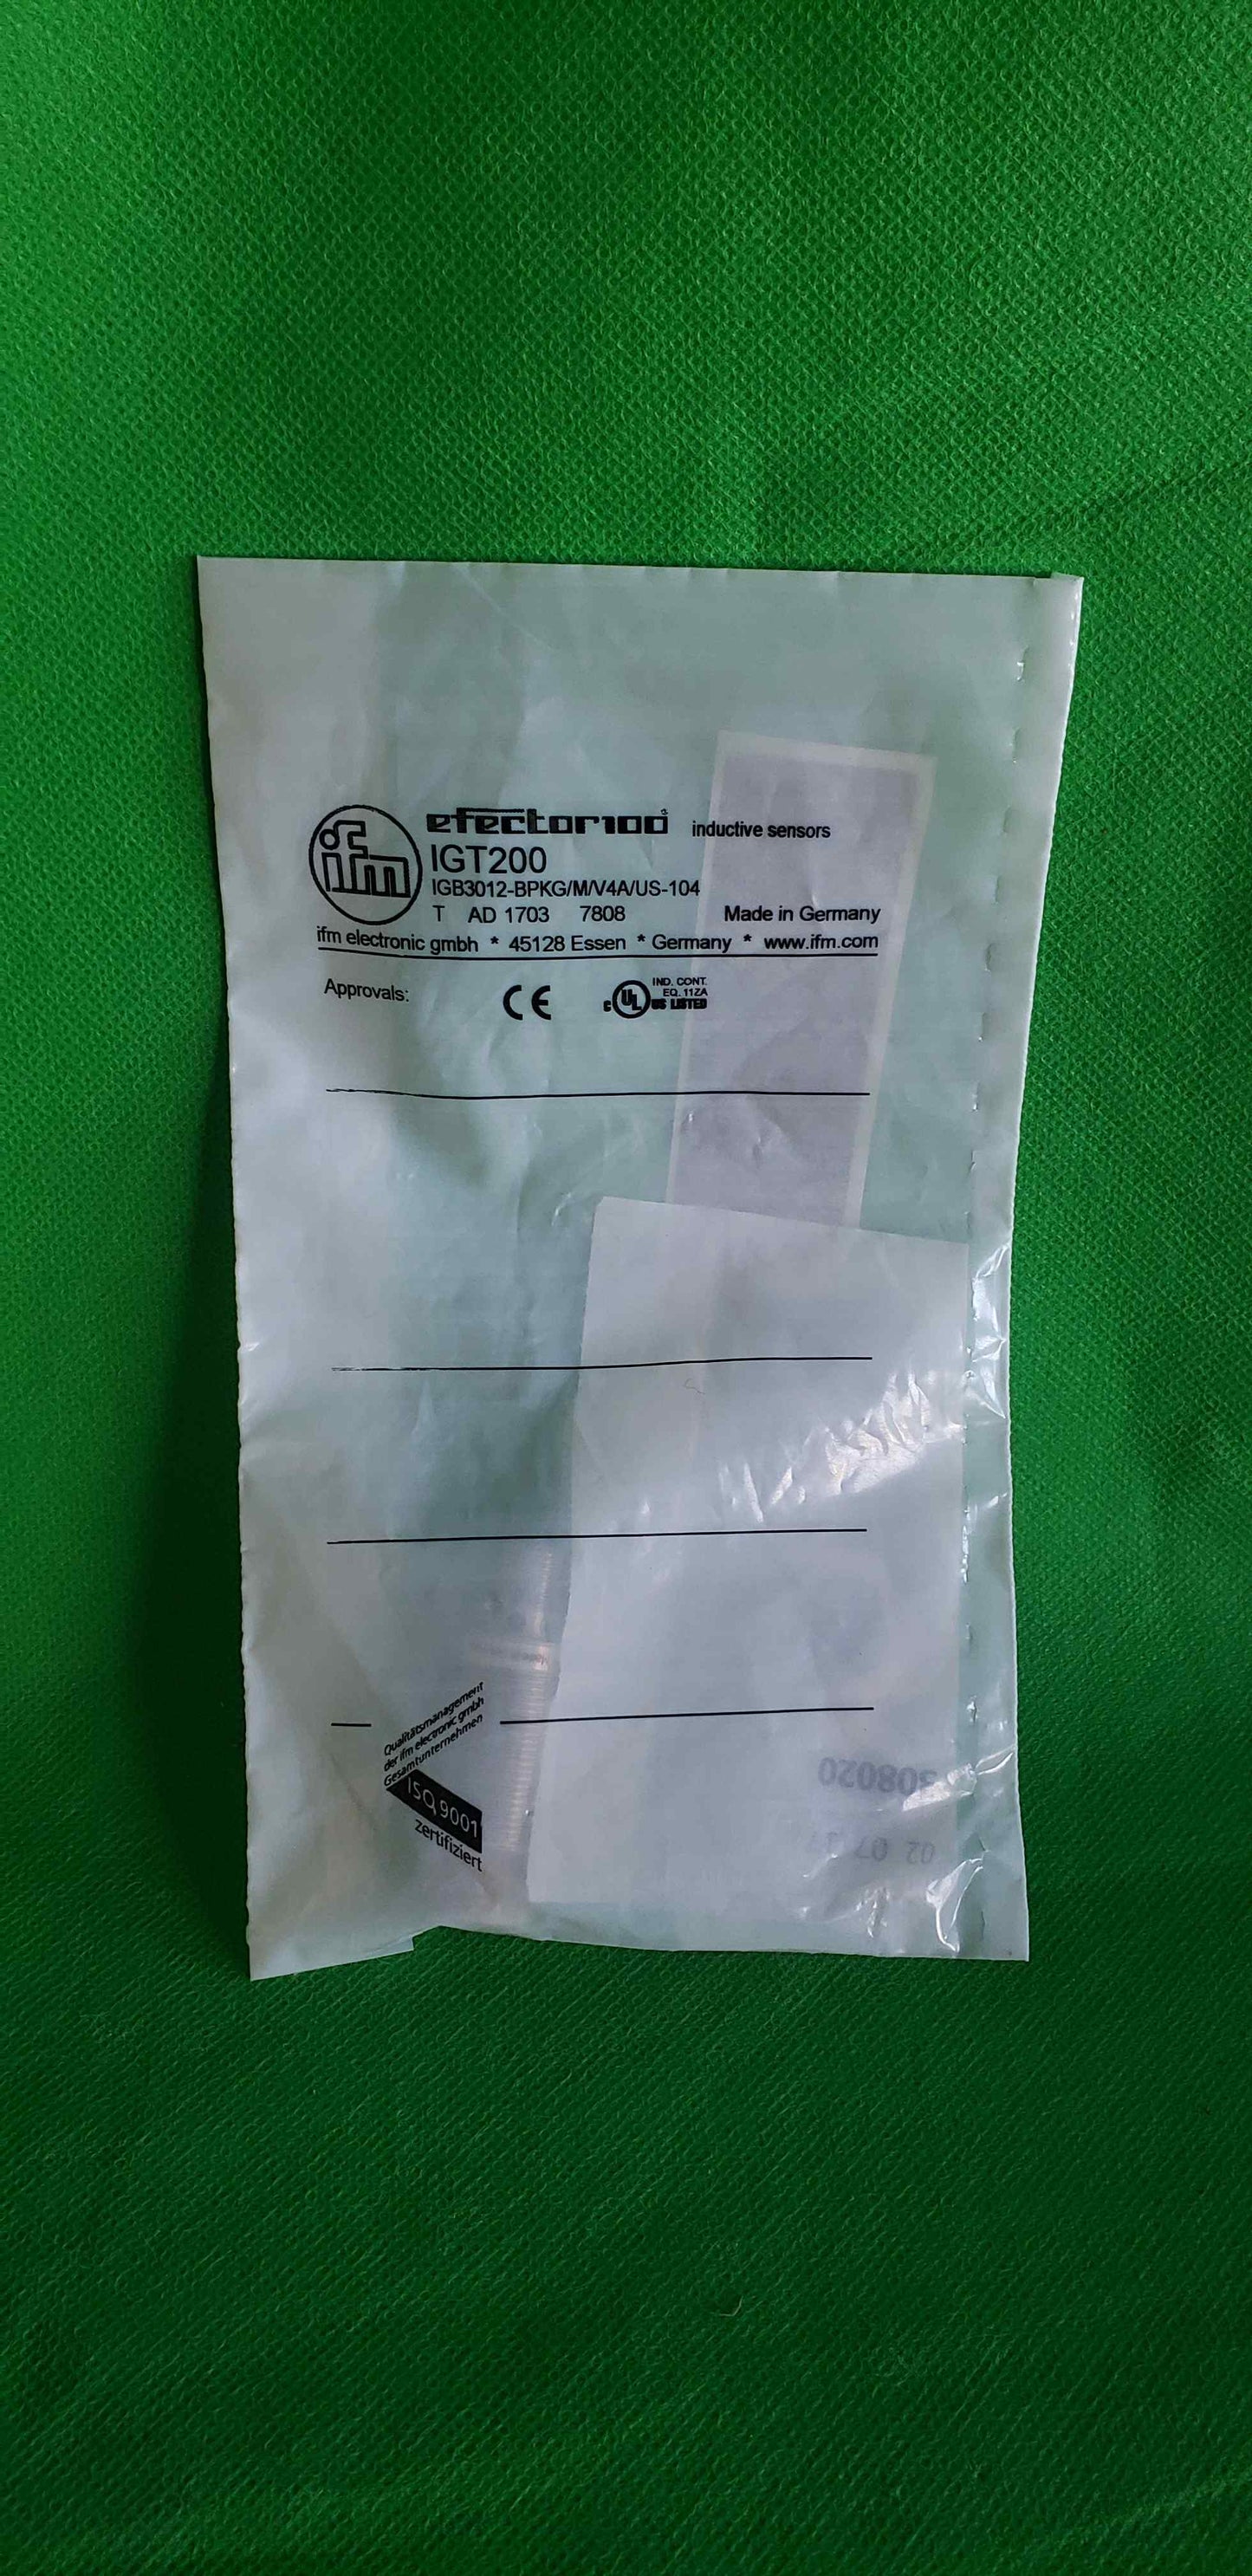 ifm
efector100
inductive sensors
IGT200
IGB3012-BPKG/M/V4A/US-104
T AD 1703 7808 Made in Germany
ifm electronic gmbh * 45128 Essen * Germany * www.ifm.com
Approvals: CE c UL US LISTED
IND. CONT.
EQ. 11ZA
Qualitätsmanagement
der ifm electronic gmbh
Gesamtunternehmen
ISO 9001
zertifiziert